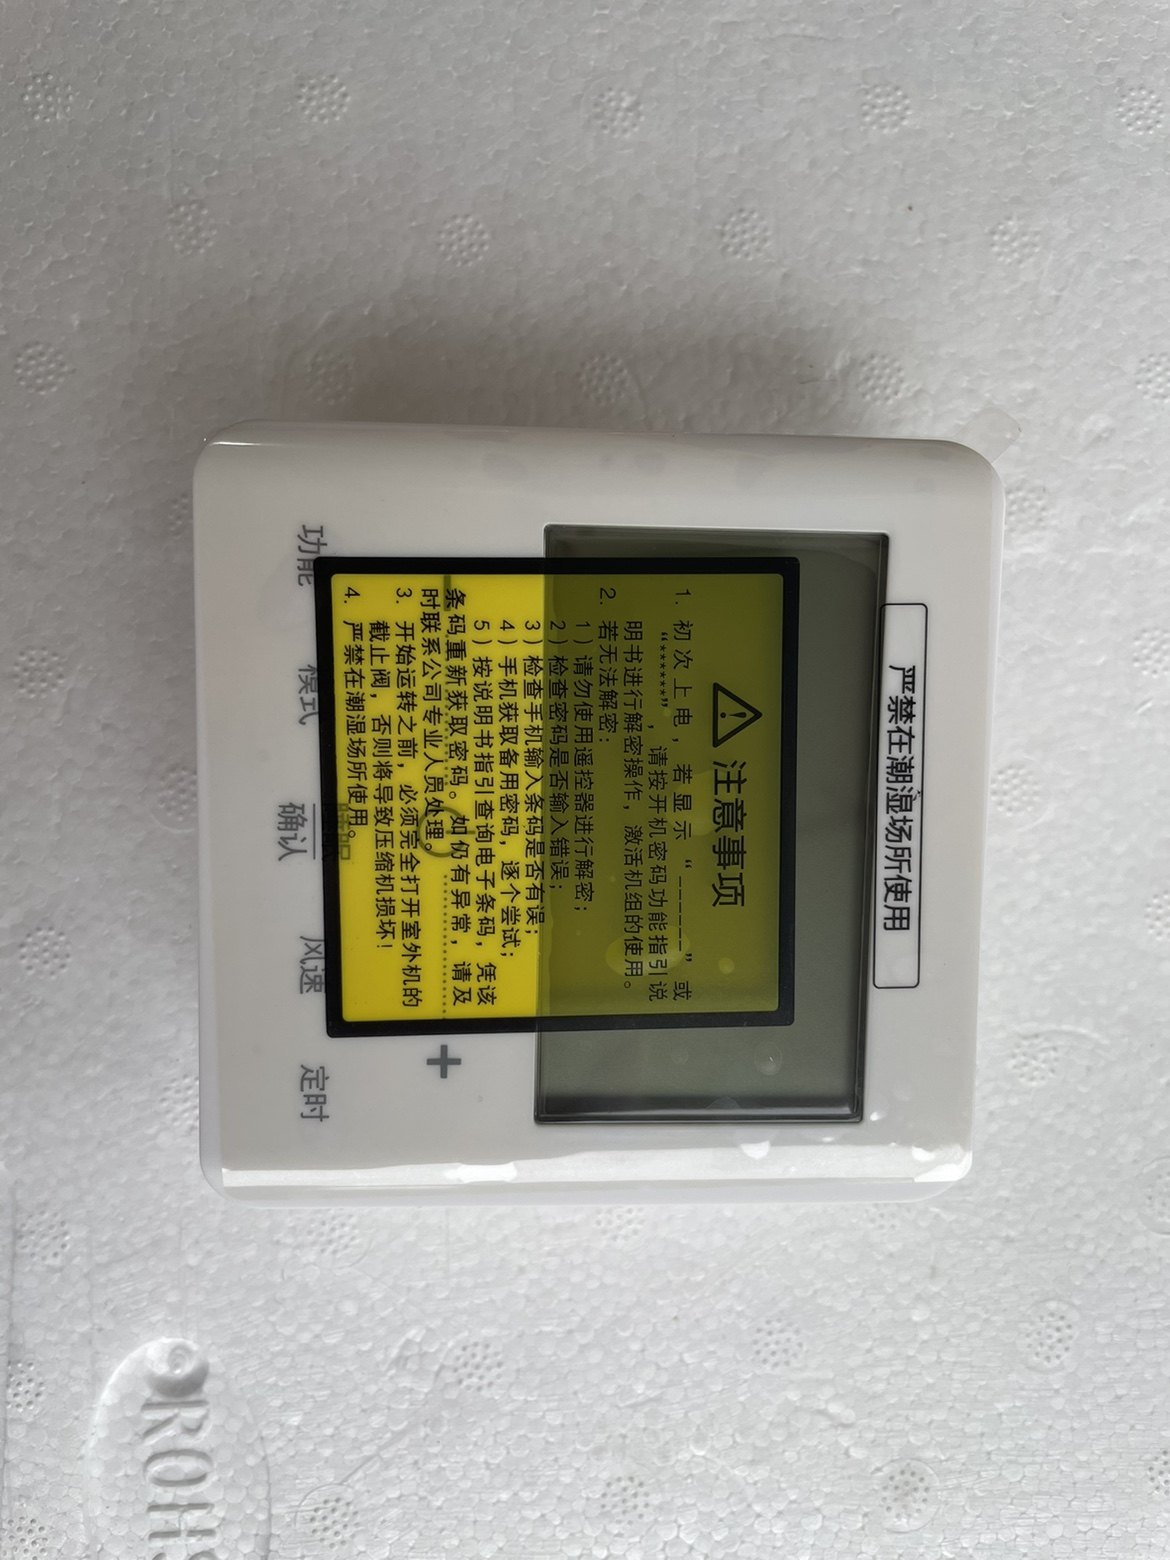 严禁在潮湿场所使用
注意事项
1. 初次上电，若显示“------”或
“******”，请按开机密码功能指引说
明书进行解密操作，激活机组的使用。
2. 若无法解密：
1）请勿使用遥控器进行解密；
2）检查密码是否输入错误；
3）检查手机输入条码是否有误；
4）手机获取备用密码，逐个尝试；
5）按说明书指引查询电子条码，凭该
条码重新获取密码。如仍有异常，请及
时联系公司专业人员处理。
3. 开始运转之前，必须完全打开室外机的
截止阀，否则将导致压缩机损坏！
4. 严禁在潮湿场所使用。
+
功能 模式 风速 定时
确认
ROH